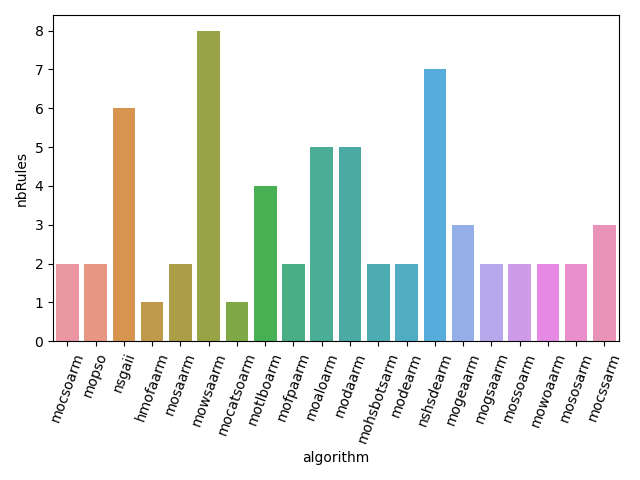 8
7
6
5
4
3
2
1
0
nbRules
mocsoarm
mopso
nsgaii
hmofaarm
mosaarm
mowsaarm
mocatsoarm
motlboarm
mofpaarm
moaloarm
modaarm
mohsbotsarm
modearm
nshsdearm
mogeaarm
mogsaarm
mossoarm
mowoaarm
mososarm
mocssarm
algorithm